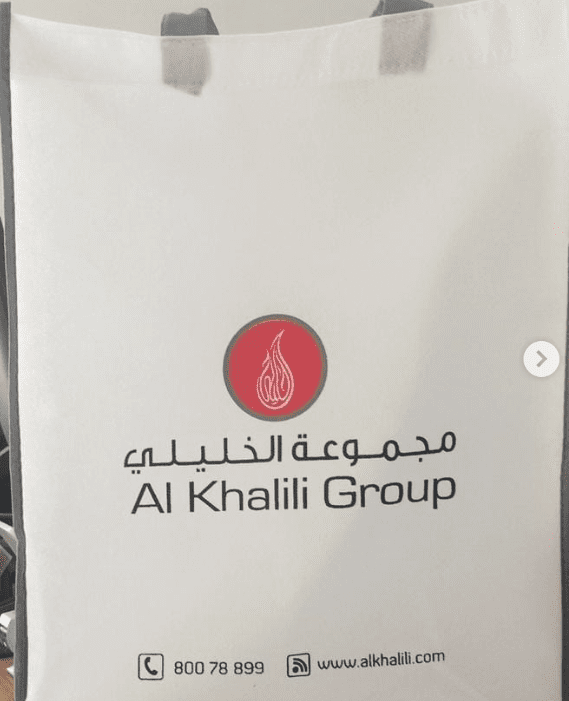 مجموعة الخليلي
Al Khalili Group
800 78 899 www.alkhalili.com